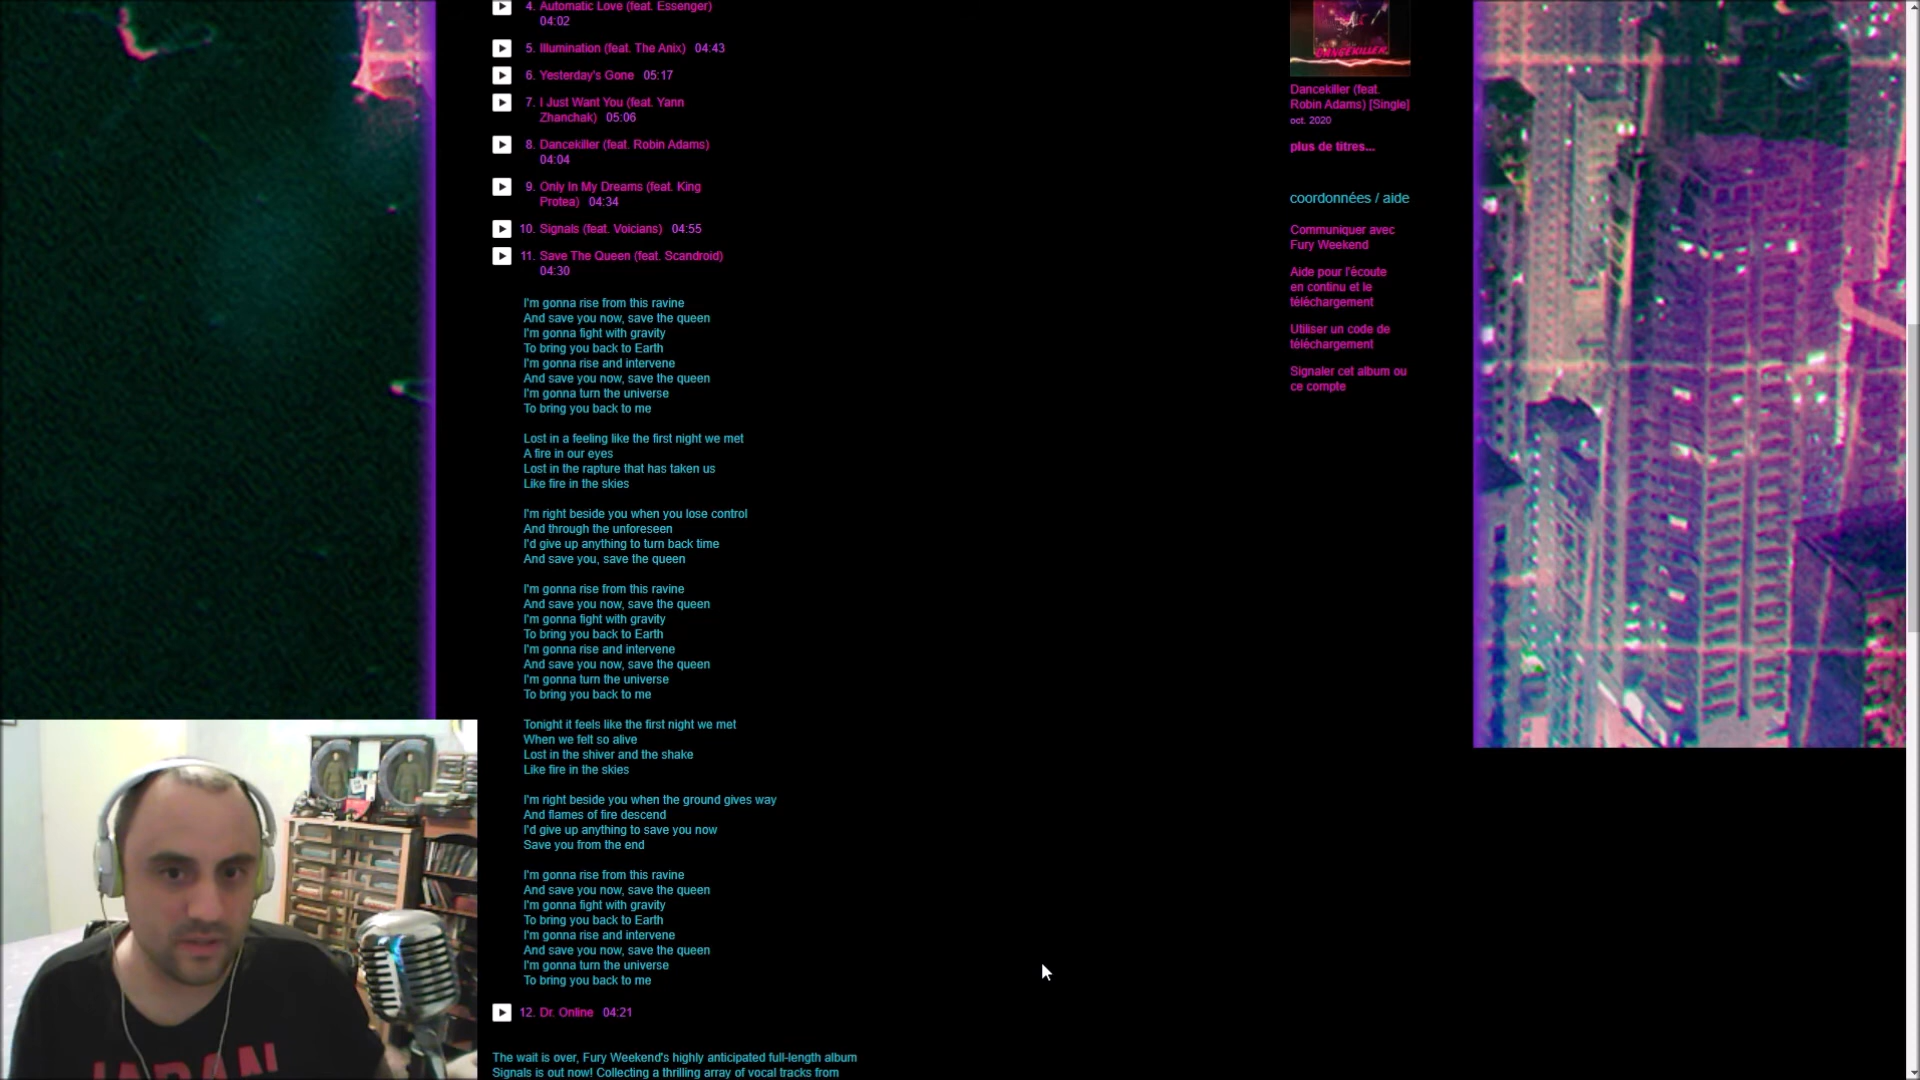 4. Automatic Love (feat. Essenger)
04:02
5. Illumination (feat. The Anix) 04:43
6. Yesterday's Gone 05:17
7. I Just Want You (feat. Yann
Zhanchak) 05:06
8. Dancekiller (feat. Robin Adams)
04:04
9. Only In My Dreams (feat. King
Protea) 04:34
10. Signals (feat. Voicians) 04:55
11. Save The Queen (feat. Scandroid)
04:30
I'm gonna rise from this ravine
And save you now, save the queen
I'm gonna fight with gravity
To bring you back to Earth
I'm gonna rise and intervene
And save you now, save the queen
I'm gonna turn the universe
To bring you back to me
Lost in a feeling like the first night we met
A fire in our eyes
Lost in the rapture that has taken us
Like fire in the skies
I'm right beside you when you lose control
And through the unforeseen
I'd give up anything to turn back time
And save you, save the queen
I'm gonna rise from this ravine
And save you now, save the queen
I'm gonna fight with gravity
To bring you back to Earth
I'm gonna rise and intervene
And save you now, save the queen
I'm gonna turn the universe
To bring you back to me
Tonight it feels like the first night we met
When we felt so alive
Lost in the shiver and the shake
Like fire in the skies
I'm right beside you when the ground gives way
And flames of fire descend
I'd give up anything to save you now
Save you from the end
I'm gonna rise from this ravine
And save you now, save the queen
I'm gonna fight with gravity
To bring you back to Earth
I'm gonna rise and intervene
And save you now, save the queen
I'm gonna turn the universe
To bring you back to me
12. Dr. Online 04:21
The wait is over, Fury Weekend's highly anticipated full-length album
Signals is out now! Collecting a thrilling array of vocal tracks from
DANCEKILLER
Dancekiller (feat.
Robin Adams) [Single]
oct. 2020
plus de titres...
coordonnées / aide
Communiquer avec
Fury Weekend
Aide pour l'écoute
en continu et le
téléchargement
Utiliser un code de
téléchargement
Signaler cet album ou
ce compte
JAPAN